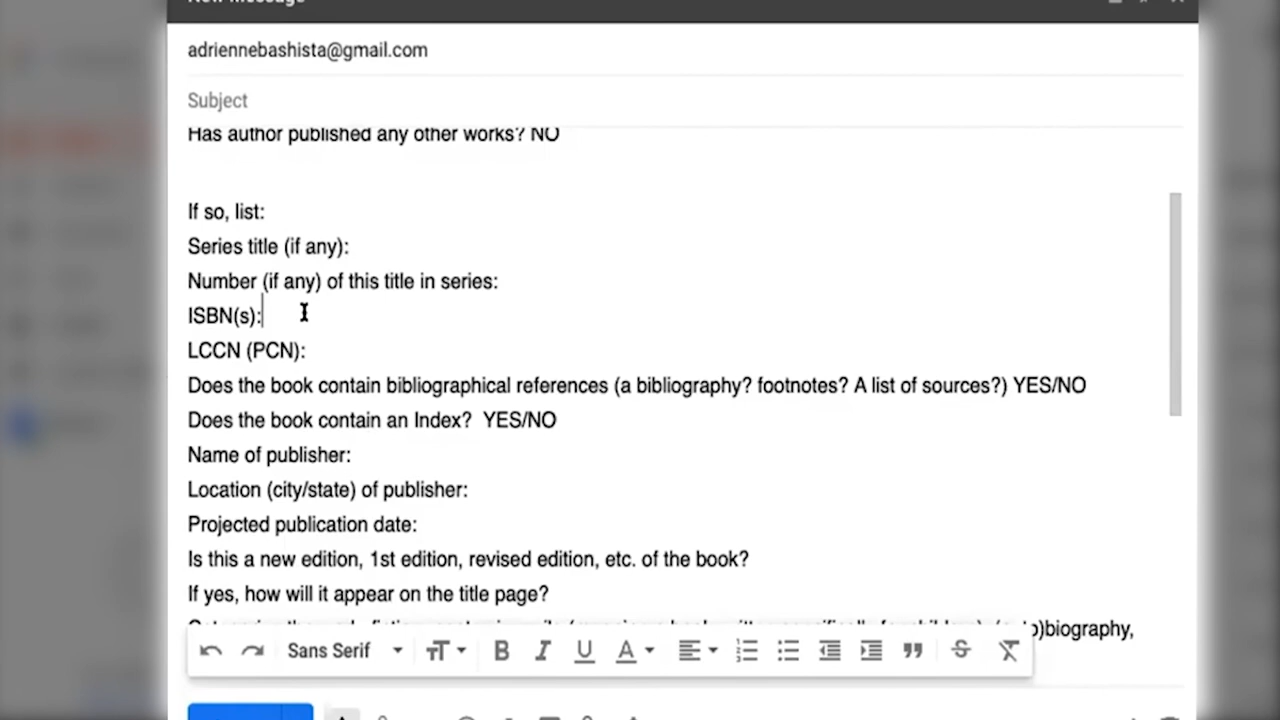 New Message
adriennebashista@gmail.com
Subject
Has author published any other works? NO
If so, list:
Series title (if any):
Number (if any) of this title in series:
ISBN(s):
LCCN (PCN):
Does the book contain bibliographical references (a bibliography? footnotes? A list of sources?) YES/NO
Does the book contain an Index?  YES/NO
Name of publisher:
Location (city/state) of publisher:
Projected publication date:
Is this a new edition, 1st edition, revised edition, etc. of the book?
If yes, how will it appear on the title page?
)biography,
Sans Serif